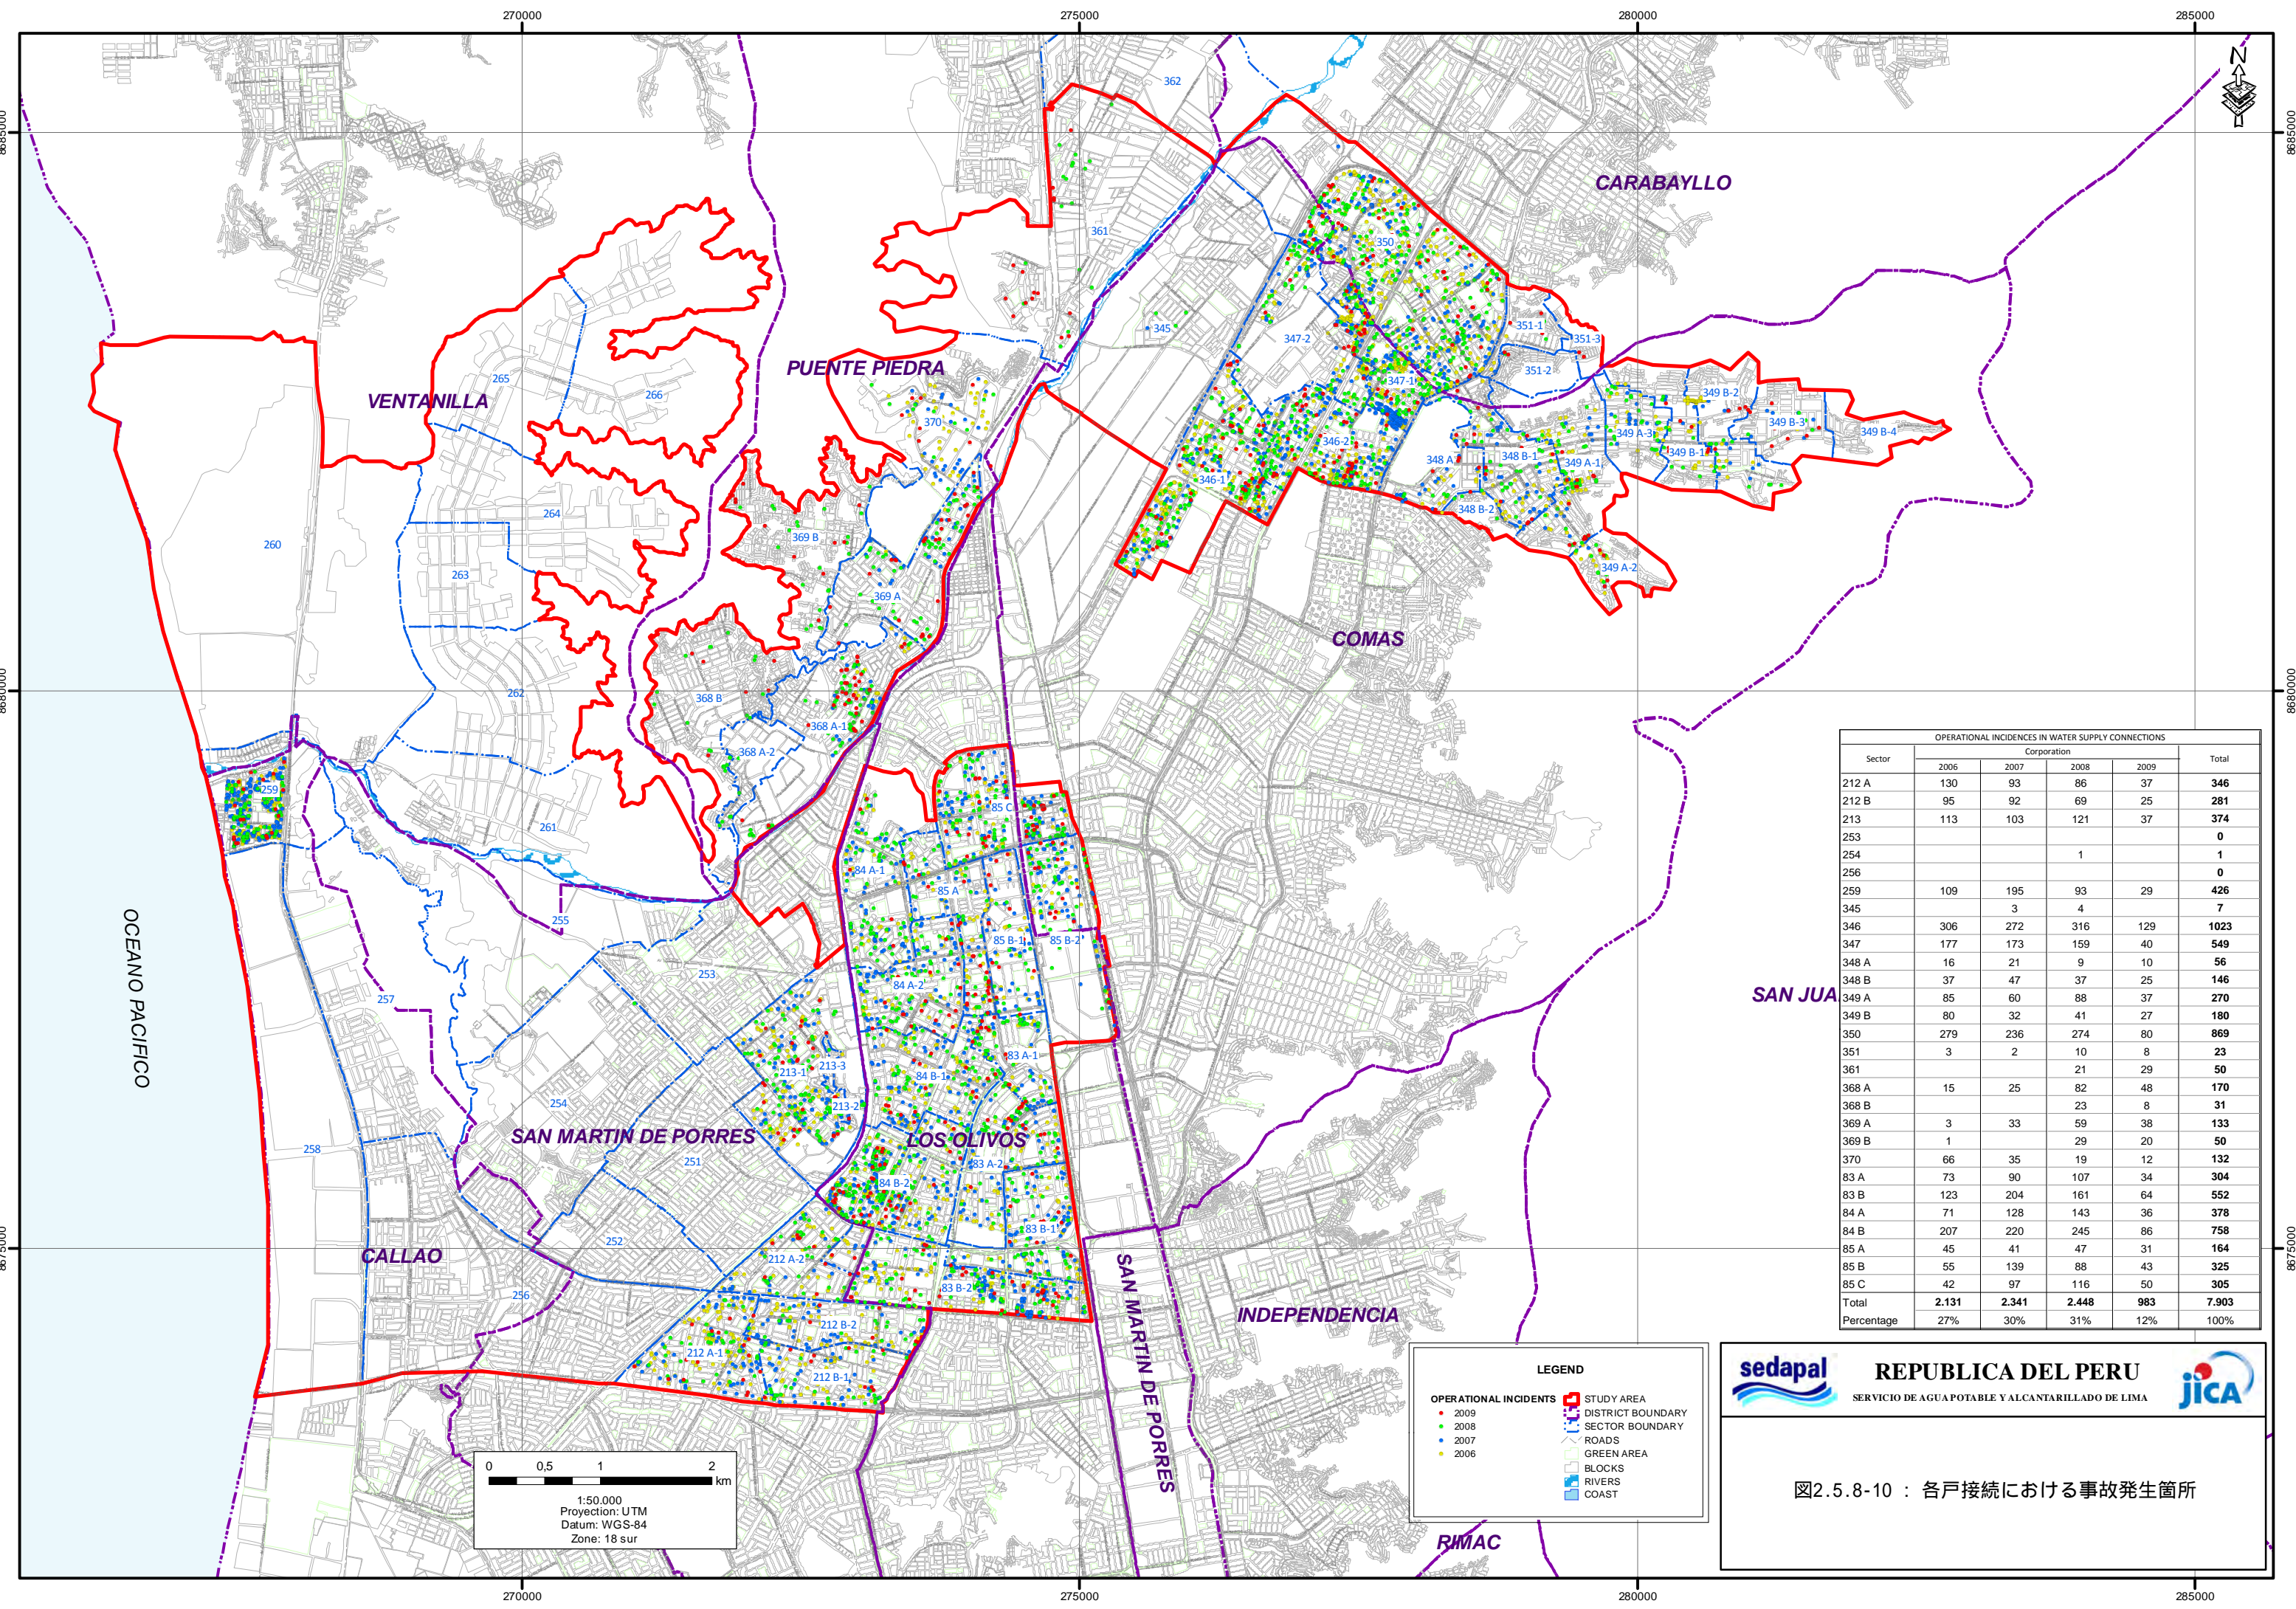 270000 275000 280000 285000
8685000
8680000
8675000
8685000
8680000
8675000
270000 275000 280000 285000
N
362
CARABAYLLO
361
350
345
347-2
351-1
351-3
351-2
PUENTE PIEDRA
265
VENTANILLA
266
347-1
349 B-2
370
349 B-3
349 B-4
349 A-3
346-2
349 B-1
348 A
348 B-1
349 A-1
346-1
348 B-2
264
260
369 B
263
349 A-2
369 A
COMAS
262
368 B
368 A-1
368 A-2
259
85 C
261
84 A-1
85 A
255
85 B-1
85 B-2
253
84 A-2
257
OCEANO PACIFICO
SAN JUA
83 A-1
213-1
213-3
84 B-1
254
213-2
SAN MARTIN DE PORRES
LOS OLIVOS
258
251
83 A-2
84 B-2
83 B-1
252
CALLAO
212 A-2
83 B-2
256
SAN MARTIN DE PORRES
INDEPENDENCIA
212 B-2
212 A-1
212 B-1
RIMAC
OPERATIONAL INCIDENCES IN WATER SUPPLY CONNECTIONS
Sector Corporation Total
2006 2007 2008 2009
212 A 130 93 86 37 346
212 B 95 92 69 25 281
213 113 103 121 37 374
253 0
254 1 1
256 0
259 109 195 93 29 426
345 3 4 7
346 306 272 316 129 1023
347 177 173 159 40 549
348 A 16 21 9 10 56
348 B 37 47 37 25 146
349 A 85 60 88 37 270
349 B 80 32 41 27 180
350 279 236 274 80 869
351 3 2 10 8 23
361 21 29 50
368 A 15 25 82 48 170
368 B 23 8 31
369 A 3 33 59 38 133
369 B 1 29 20 50
370 66 35 19 12 132
83 A 73 90 107 34 304
83 B 123 204 161 64 552
84 A 71 128 143 36 378
84 B 207 220 245 86 758
85 A 45 41 47 31 164
85 B 55 139 88 43 325
85 C 42 97 116 50 305
Total 2.131 2.341 2.448 983 7.903
Percentage 27% 30% 31% 12% 100%
LEGEND
OPERATIONAL INCIDENTS
2009
2008
2007
2006
STUDY AREA
DISTRICT BOUNDARY
SECTOR BOUNDARY
ROADS
GREEN AREA
BLOCKS
RIVERS
COAST
0 0,5 1 2
km
1:50.000
Proyection: UTM
Datum: WGS-84
Zone: 18 sur
sedapal
REPUBLICA DEL PERU
SERVICIO DE AGUA POTABLE Y ALCANTARILLADO DE LIMA
jICA
図2.5.8-10 : 各戸接続における事故発生箇所